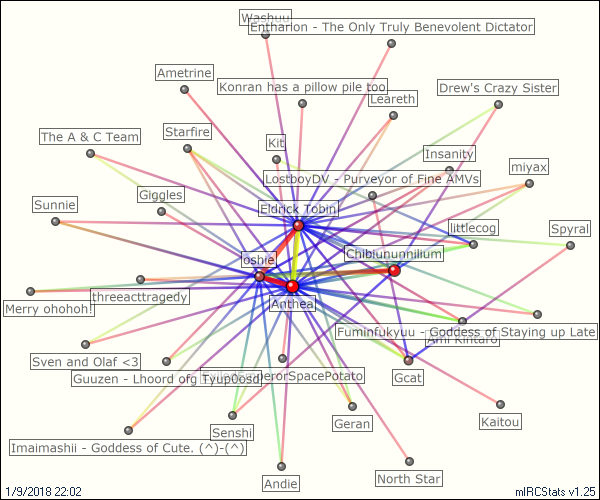 Washuu
Entharion - The Only Truly Benevolent Dictator
Ametrine
Konran has a pillow pile too
Drew's Crazy Sister
Leareth
The A & C Team
Starfire
Kit
Insanity
miyax
LostboyDV - Purveyor of Fine AMVs
Giggles
Sunnie
Eldrick Tobin
littlecog
Spyral
oshie
Chibiunumilium
threeacttragedy
Anthea
Merry ohohoh!
Fuminfukyuu - Goddess of Staying up Late
Ami Kintaro
Sven and Olaf <3
Guuzen - Lhoord ofg Tyup0osd
EmperorSpacePotato
Gcat
Geran
Kaitou
Senshi
Imaimashii - Goddess of Cute. (^)-(^)
Andie
North Star
1/9/2018 22:02
mIRCStats v1.25